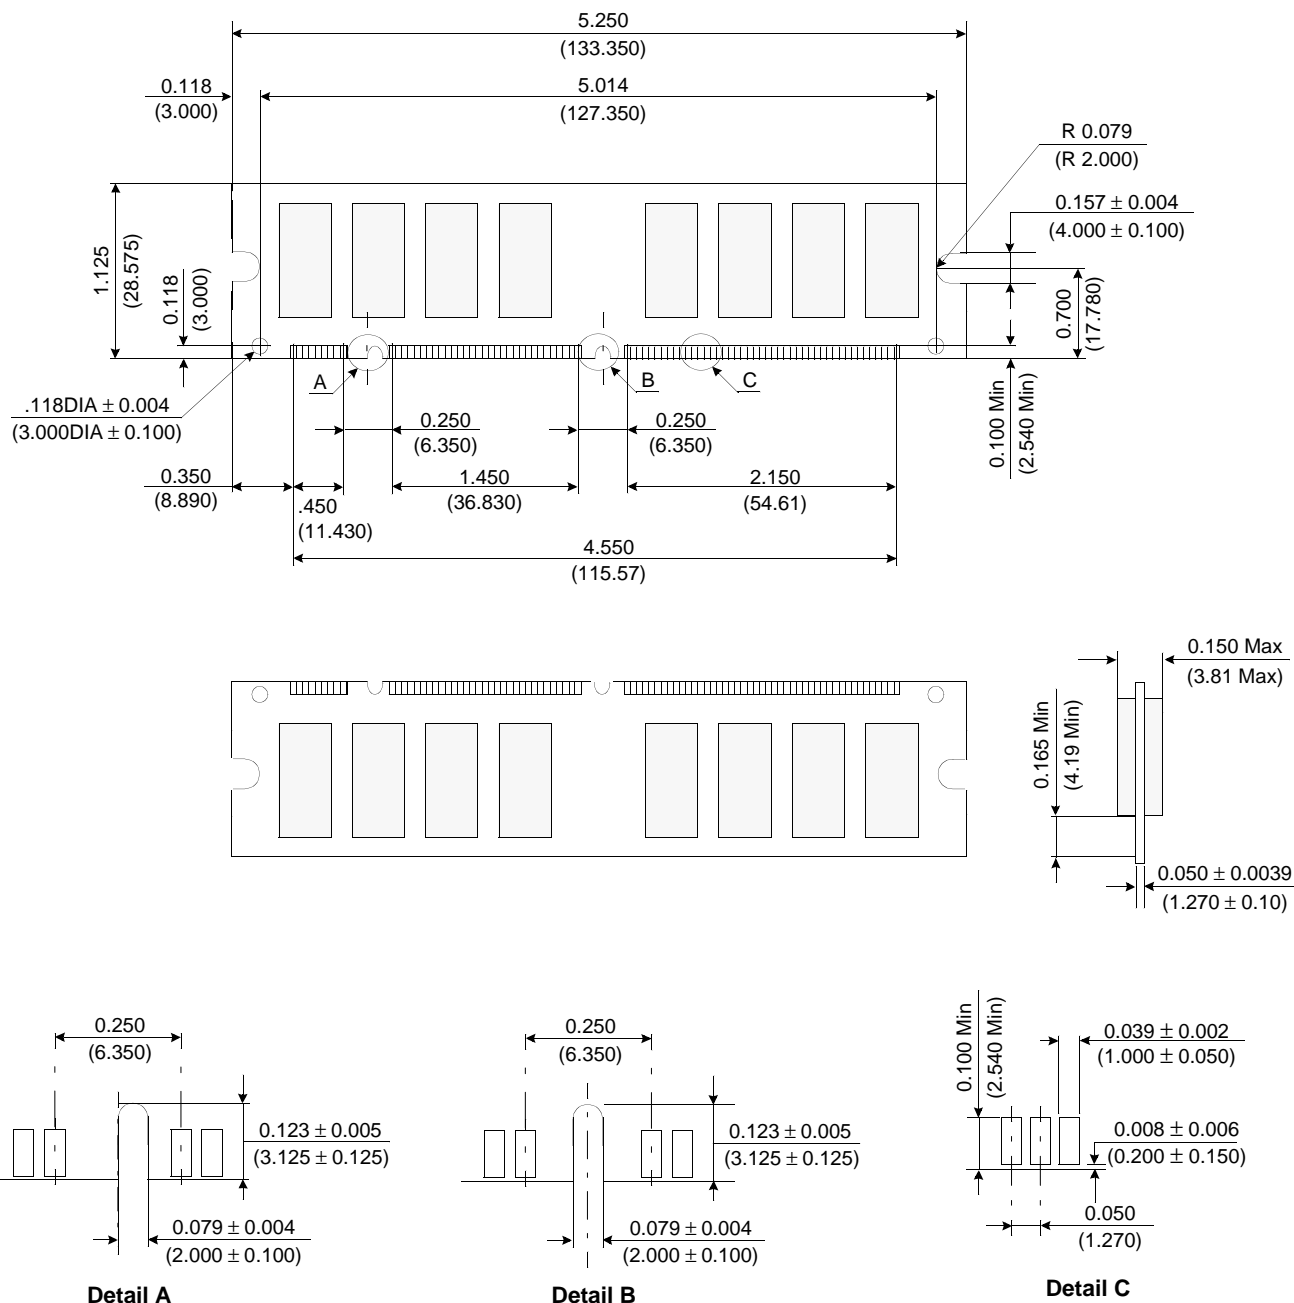 5.250
(133.350)
0.118
(3.000)
5.014
(127.350)
R 0.079
(R 2.000)
0.157 ± 0.004
(4.000 ± 0.100)
1.125
(28.575)
0.118
(3.000)
0.700
(17.780)
A
B
C
0.100 Min
(2.540 Min)
.118DIA ± 0.004
(3.000DIA ± 0.100)
0.250
(6.350)
0.250
(6.350)
0.350
(8.890)
.450
(11.430)
1.450
(36.830)
2.150
(54.61)
4.550
(115.57)
0.150 Max
(3.81 Max)
0.165 Min
(4.19 Min)
0.050 ± 0.0039
(1.270 ± 0.10)
0.250
(6.350)
0.123 ± 0.005
(3.125 ± 0.125)
0.079 ± 0.004
(2.000 ± 0.100)
Detail A
0.250
(6.350)
0.123 ± 0.005
(3.125 ± 0.125)
0.079 ± 0.004
(2.000 ± 0.100)
Detail B
0.100 Min
(2.540 Min)
0.039 ± 0.002
(1.000 ± 0.050)
0.008 ± 0.006
(0.200 ± 0.150)
0.050
(1.270)
Detail C